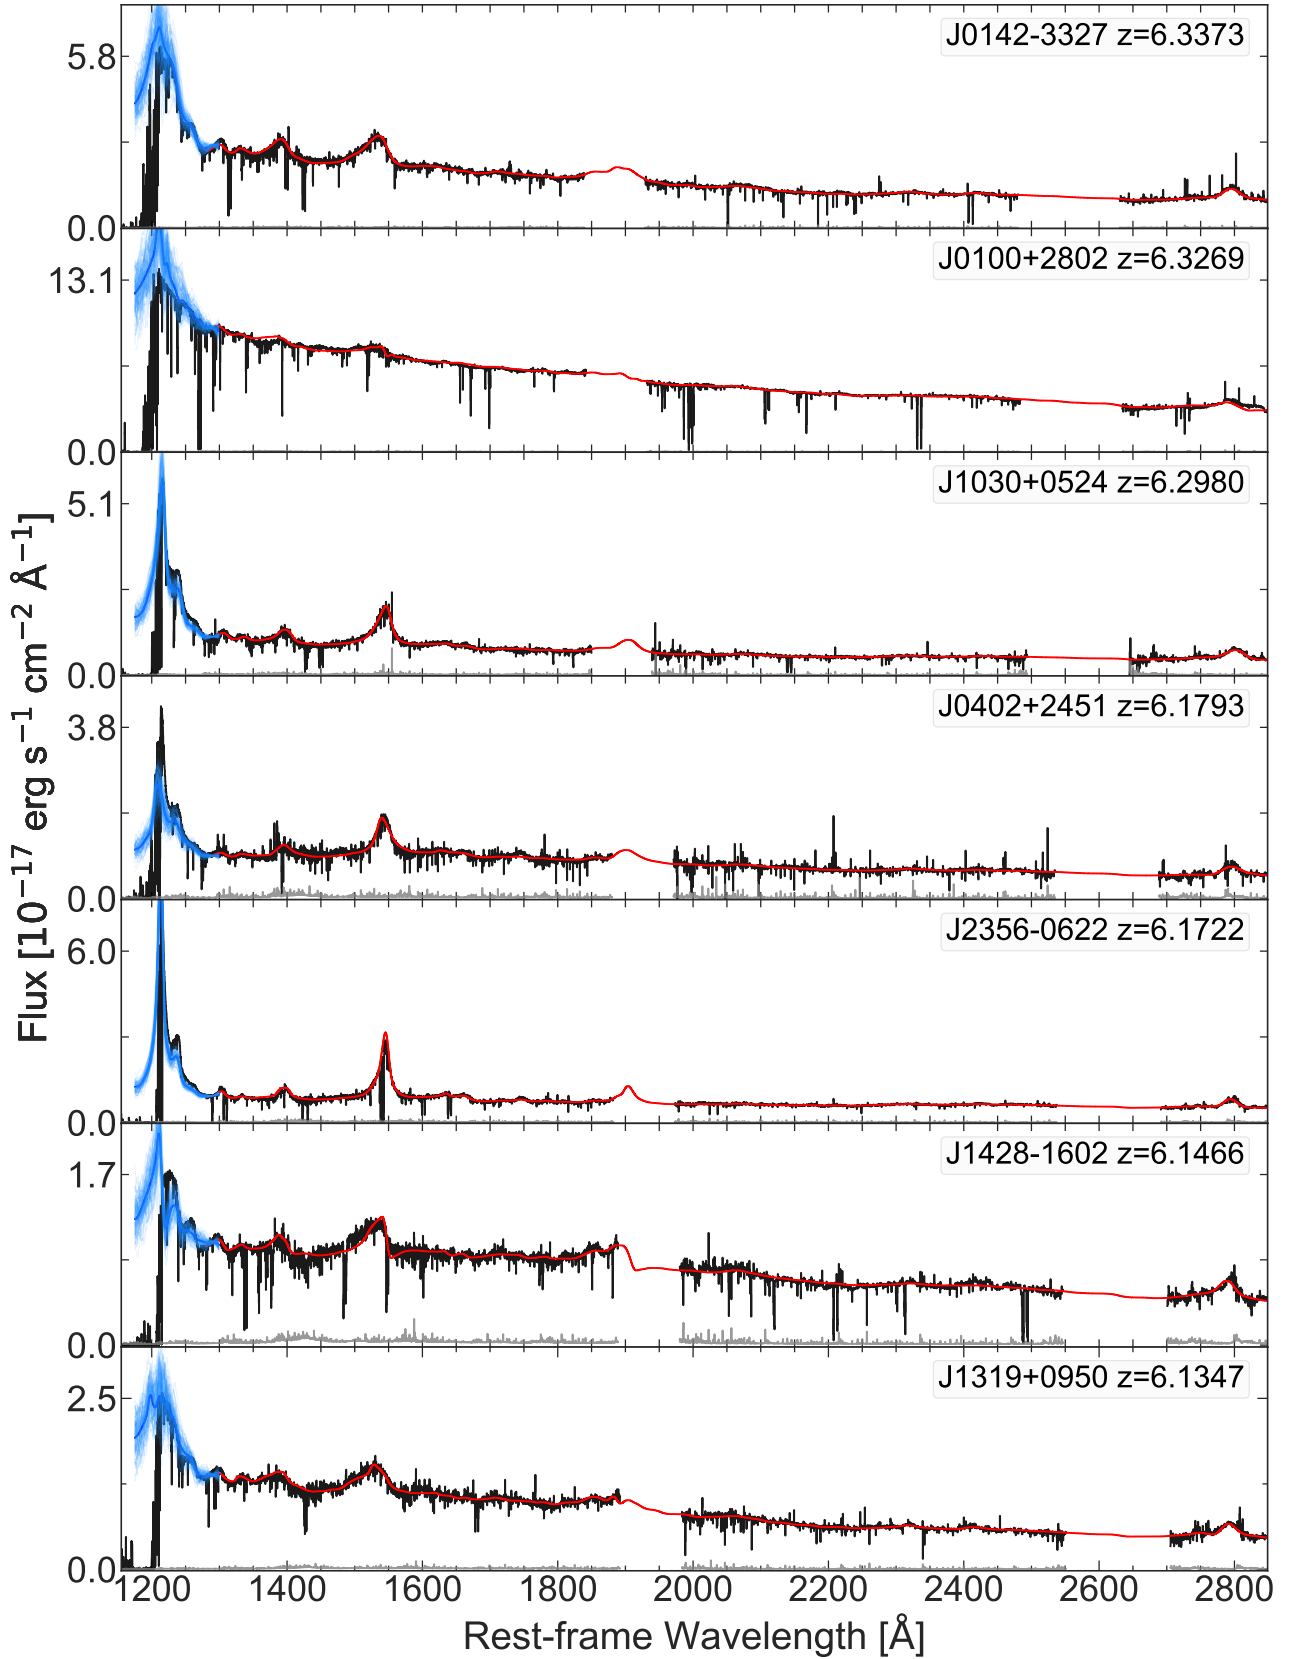 J0142-3327 z=6.3373
5.8
0.0
J0100+2802 z=6.3269
13.1
0.0
J1030+0524 z=6.2980
5.1
0.0
J0402+2451 z=6.1793
3.8
0.0
J2356-0622 z=6.1722
6.0
0.0
J1428-1602 z=6.1466
1.7
0.0
J1319+0950 z=6.1347
2.5
0.0
Flux [10⁻¹⁷ erg s⁻¹ cm⁻² Å⁻¹]
1200 1400 1600 1800 2000 2200 2400 2600 2800
Rest-frame Wavelength [Å]